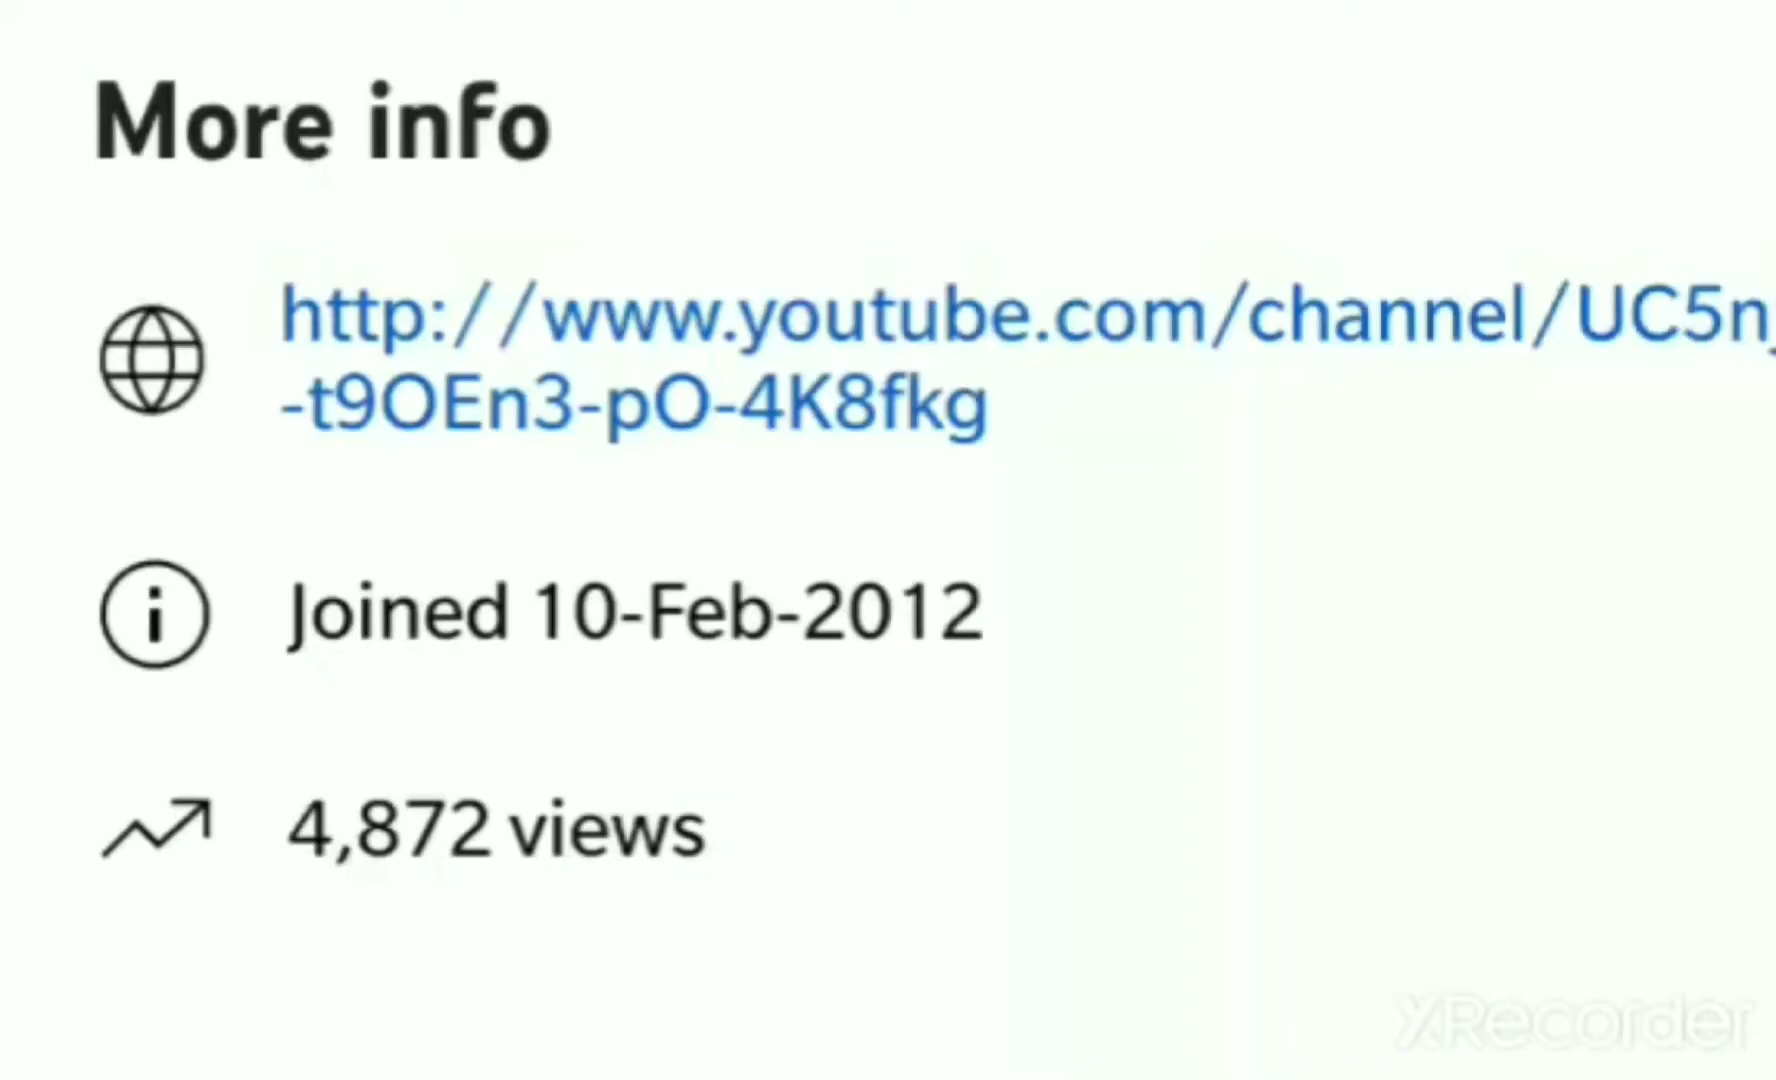 More info
http://www.youtube.com/channel/UC5n
-t9OEn3-pO-4K8fkg
Joined 10-Feb-2012
4,872 views
XRecorder